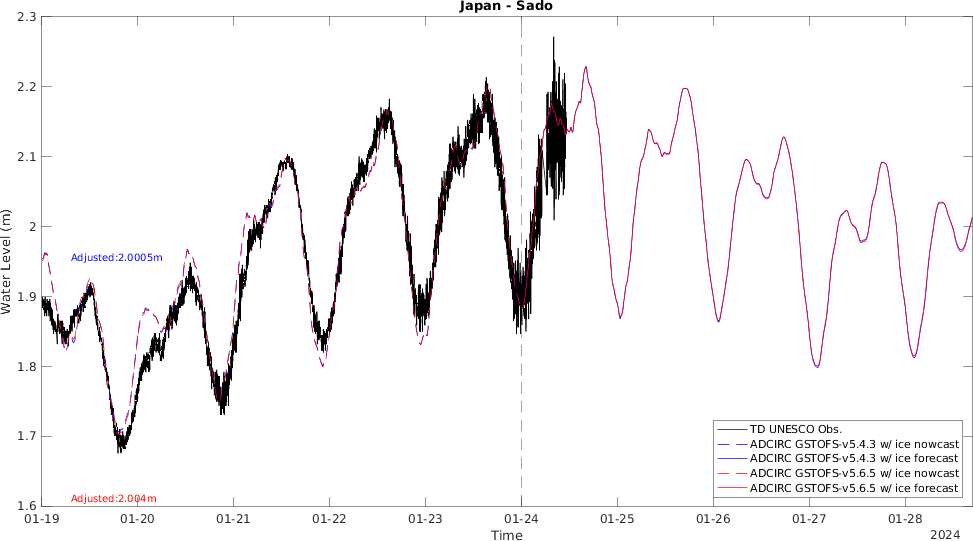 Japan - Sado
2.3
2.2
2.1
2
1.9
1.8
1.7
1.6
Water Level (m)
Adjusted:2.0005m
Adjusted:2.004m
TD UNESCO Obs.
ADCIRC GSTOFS-v5.4.3 w/ ice nowcast
ADCIRC GSTOFS-v5.4.3 w/ ice forecast
ADCIRC GSTOFS-v5.6.5 w/ ice nowcast
ADCIRC GSTOFS-v5.6.5 w/ ice forecast
01-19 01-20 01-21 01-22 01-23 01-24 01-25 01-26 01-27 01-28
Time
2024